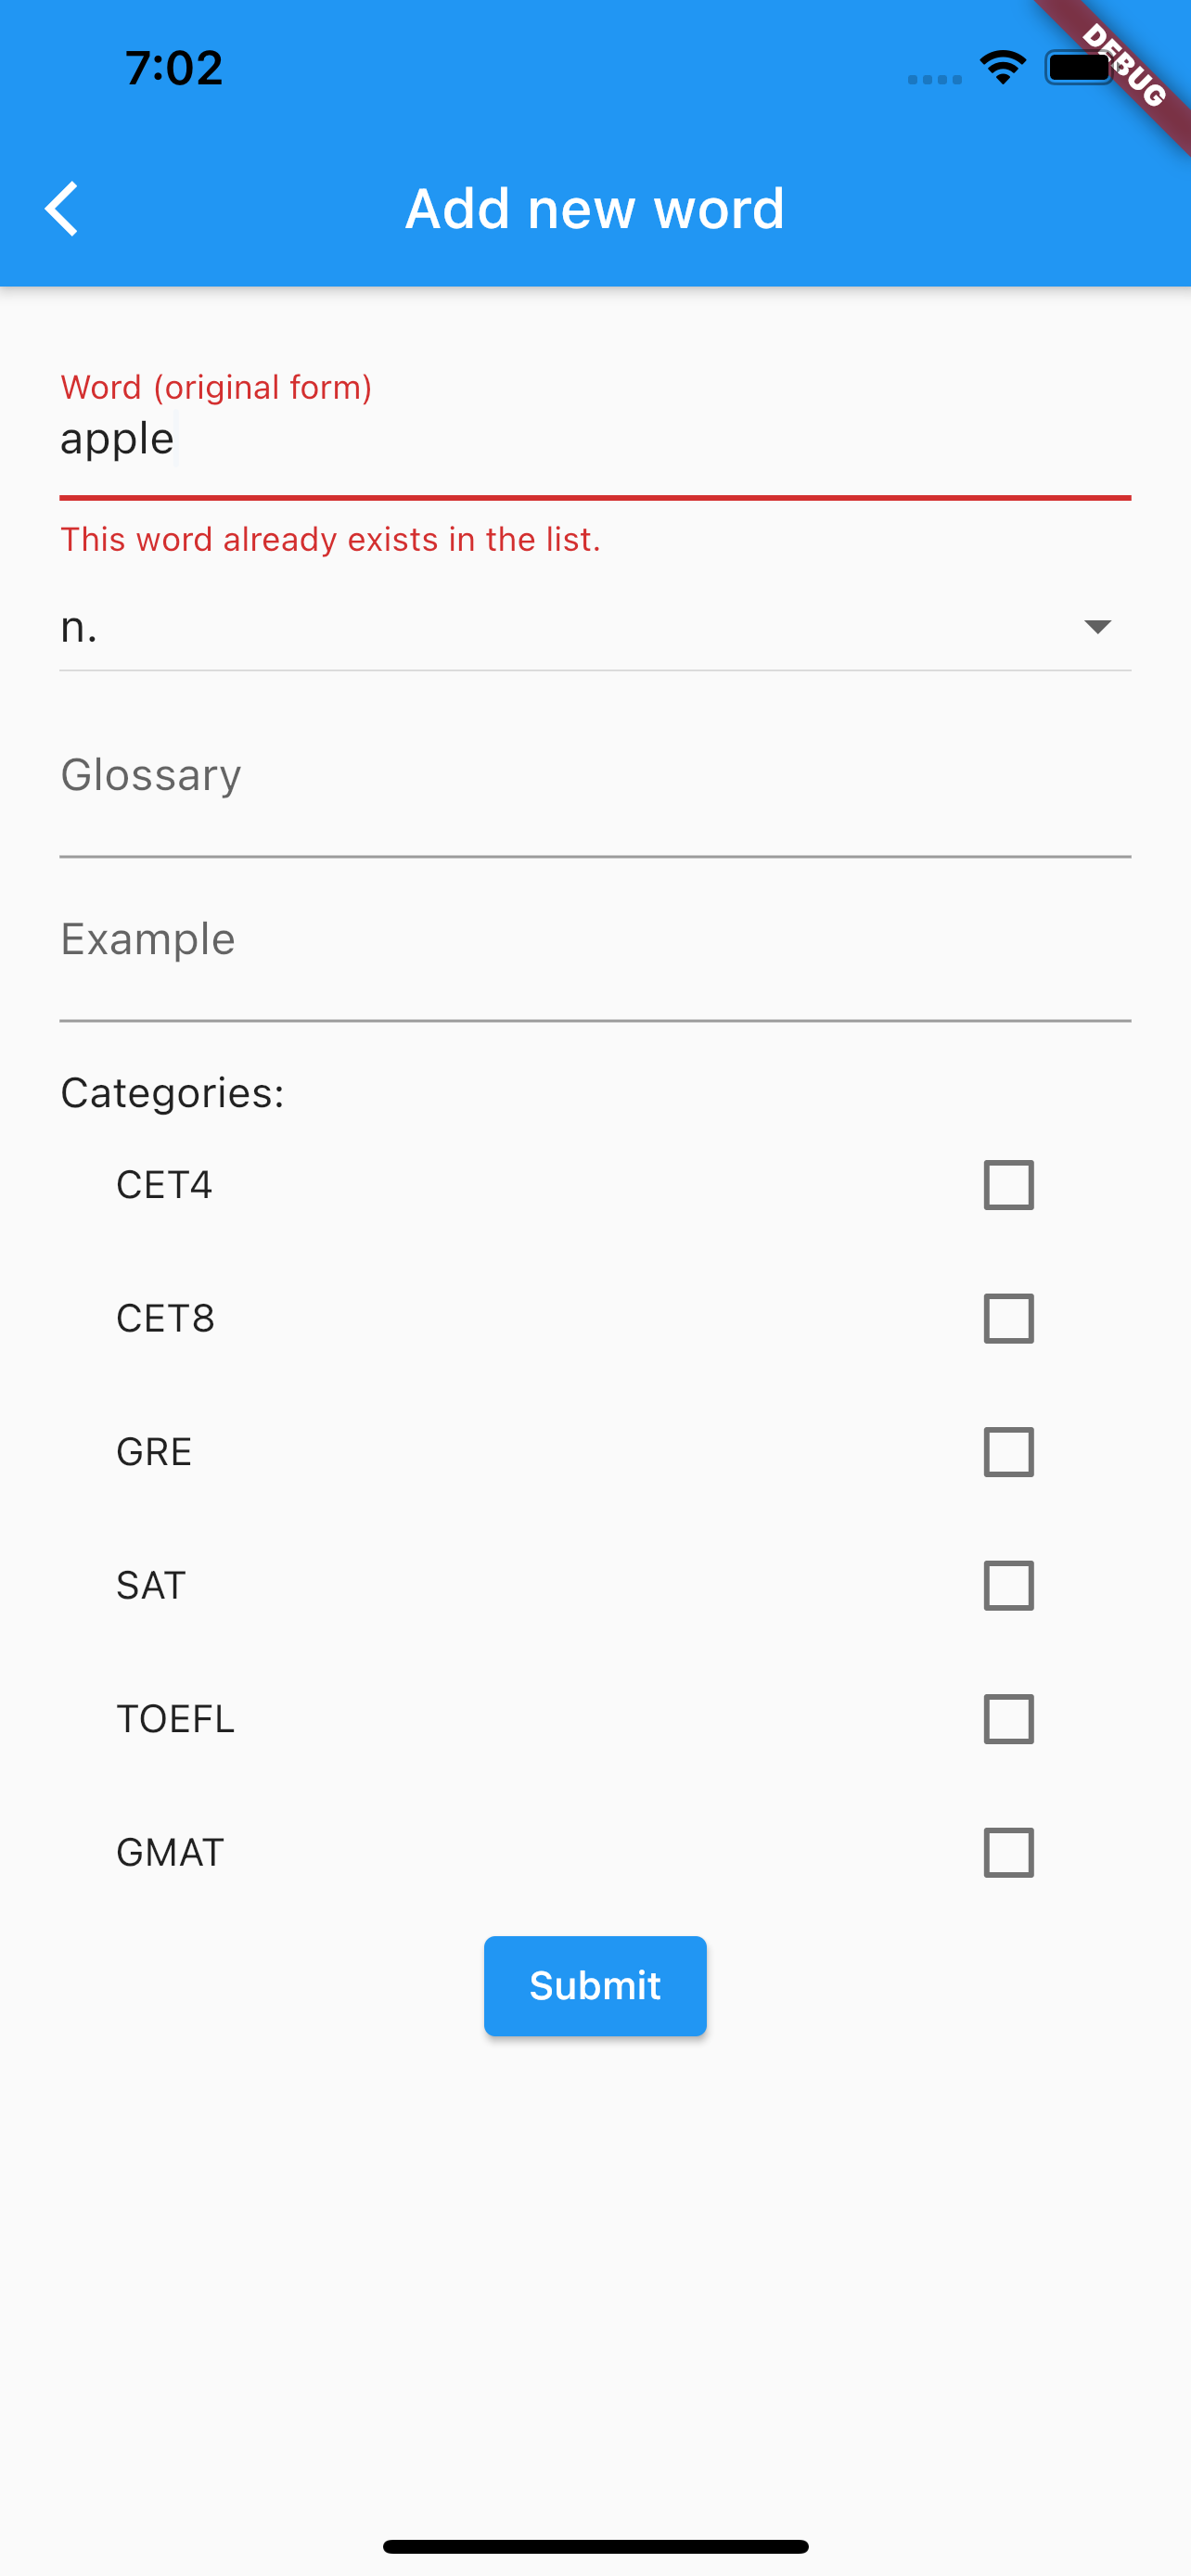 7:02
DEBUG
Add new word
Word (original form)
apple
This word already exists in the list.
n.
Glossary
Example
Categories:
CET4
CET8
GRE
SAT
TOEFL
GMAT
Submit